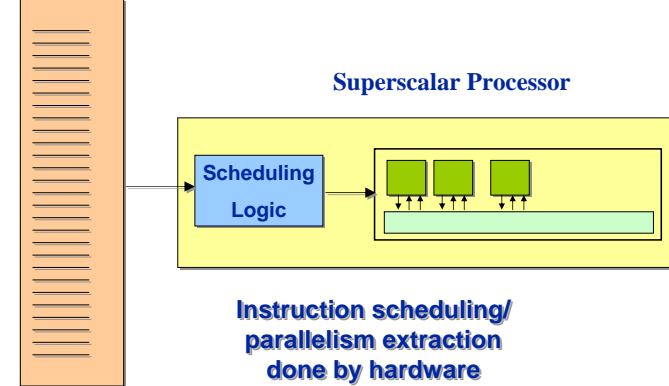 Superscalar Processor
Scheduling
Logic
Instruction scheduling/
parallelism extraction
done by hardware